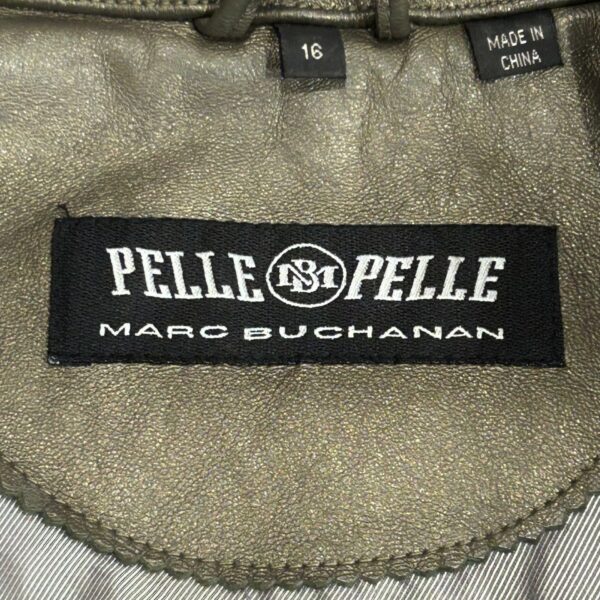 16
MADE IN
CHINA
PELLE MB PELLE
MARC BUCHANAN